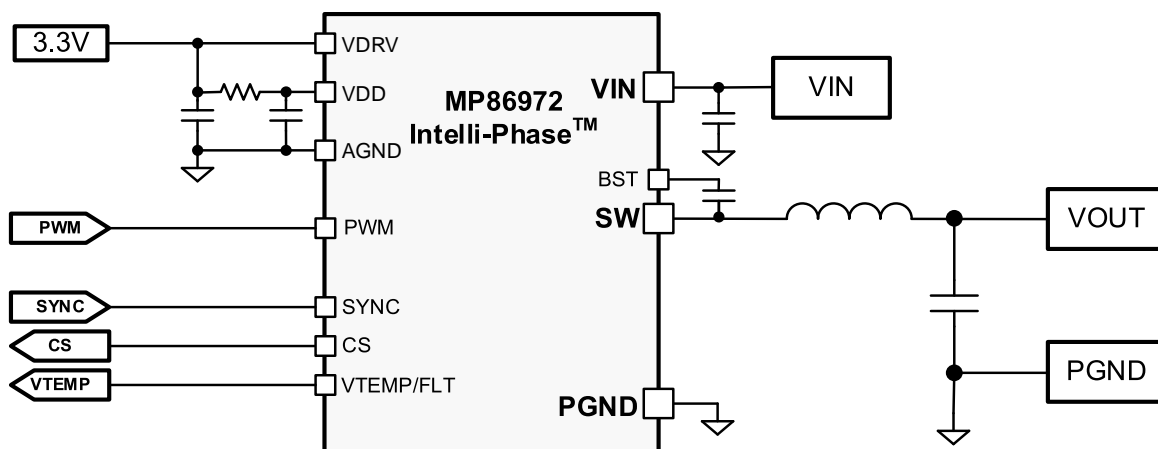 3.3V
VDRV
VDD
AGND
PWM
PWM
SYNC
SYNC
CS
CS
VTEMP
VTEMP/FLT
MP86972
Intelli-Phase™
VIN
VIN
BST
SW
VOUT
PGND
PGND